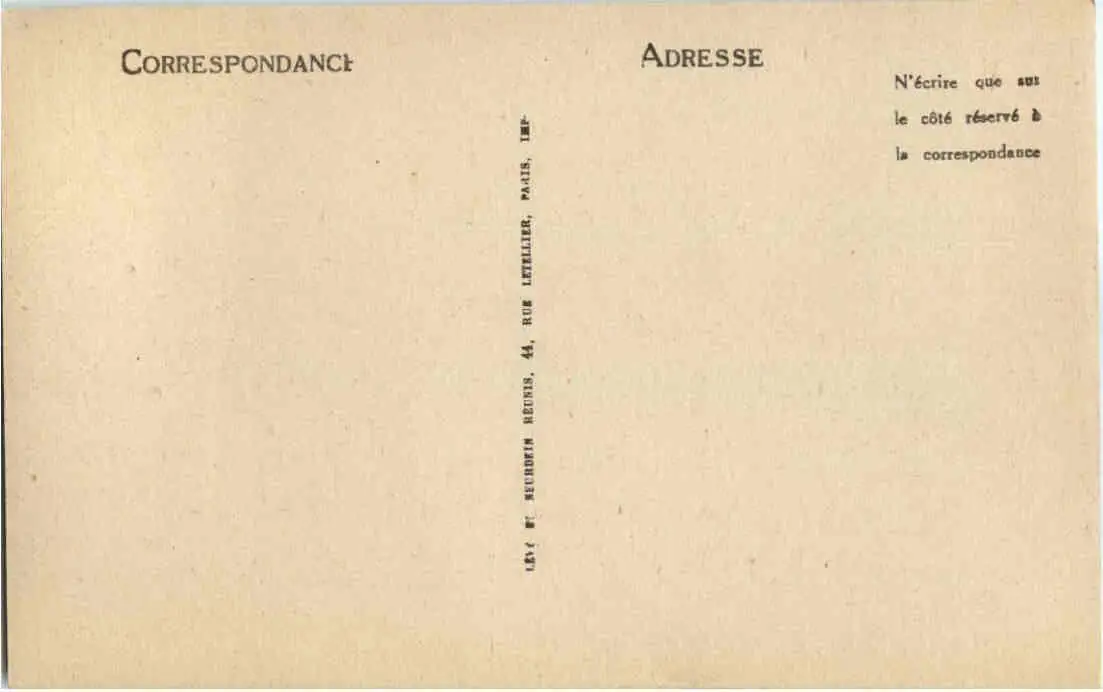 CORRESPONDANCE
ADRESSE
N'écrire que sur
le côté réservé à
la correspondance
LÉVY ET NEURDEIN RÉUNIS, 44, RUE LETELLIER, PARIS, IMP-